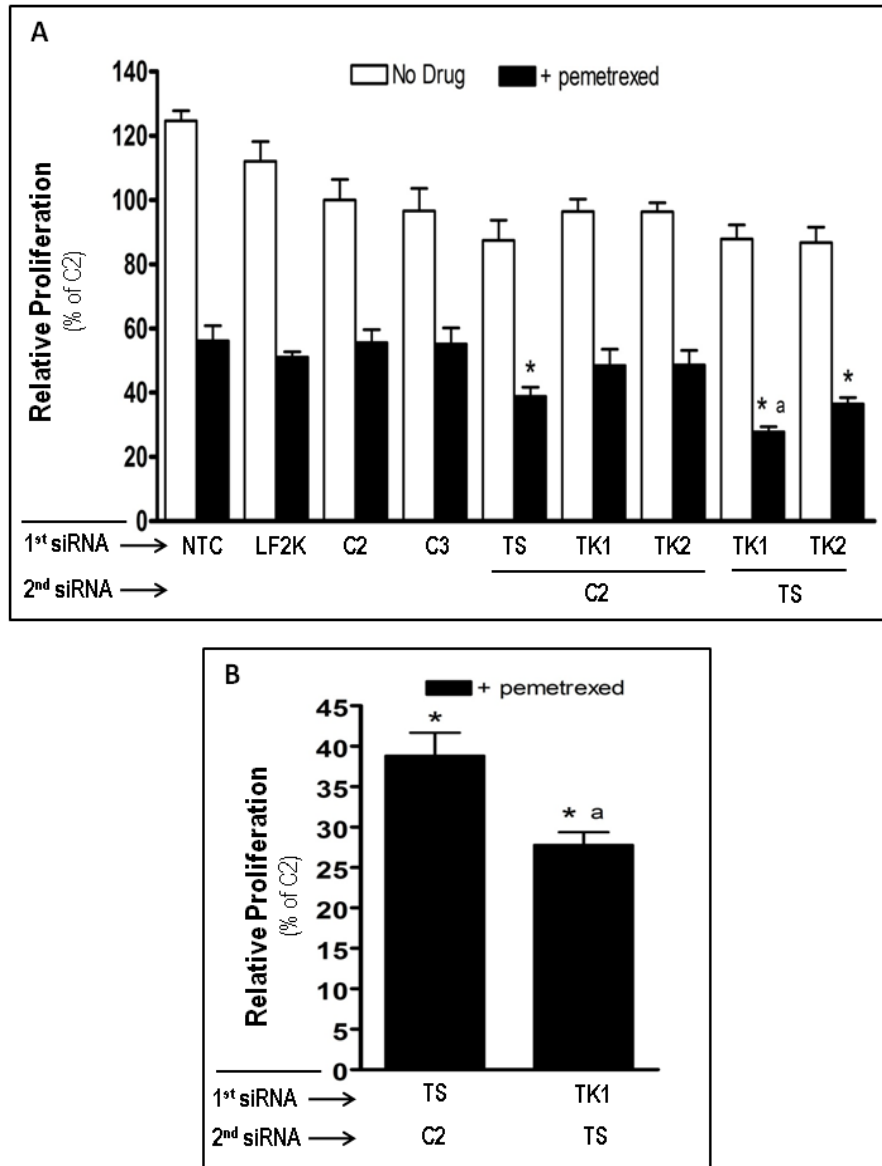 A
No Drug + pemetrexed
Relative Proliferation
(% of C2)
140
120
100
80
60
40
20
0
* * a *
1st siRNA → NTC LF2K C2 C3 TS TK1 TK2 TK1 TK2
2nd siRNA → C2 TS
B
+ pemetrexed
Relative Proliferation
(% of C2)
45
40
35
30
25
20
15
10
5
0
* * a
1st siRNA → TS TK1
2nd siRNA → C2 TS